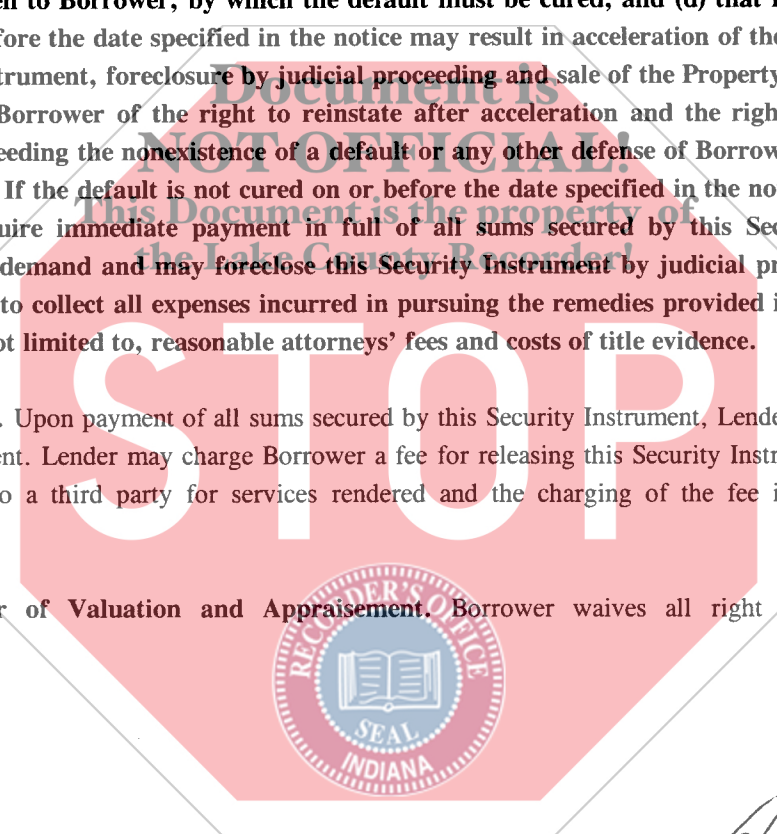 en to Borrower, by which the default must be cured; and (d) that
fore the date specified in the notice may result in acceleration of the
trument, foreclosure by judicial proceeding and sale of the Property
Document is
Borrower of the right to reinstate after acceleration and the righ
NOT OFFICIAL!
eeding the nonexistence of a default or any other defense of Borrow
If the default is not cured on or before the date specified in the no
This Document is the property of
uire immediate payment in full of all sums secured by this Sec
the Lake County Recorder!
demand and may foreclose this Security Instrument by judicial pr
to collect all expenses incurred in pursuing the remedies provided i
ot limited to, reasonable attorneys' fees and costs of title evidence.
STOP
. Upon payment of all sums secured by this Security Instrument, Lende
ent. Lender may charge Borrower a fee for releasing this Security Instr
o a third party for services rendered and the charging of the fee i
r of Valuation and Appraisement. Borrower waives all right
RECORDER'S OFFICE
SEAL
INDIANA